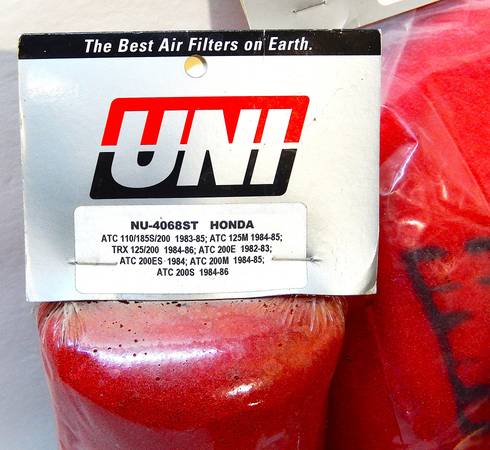 The Best Air Filters on Earth.
UNI
NU-4068ST HONDA
ATC 110/185S/200 1983-85; ATC 125M 1984-85;
TRX 125/200 1984-86; ATC 200E 1982-83;
ATC 200ES 1984; ATC 200M 1984-85;
ATC 200S 1984-86